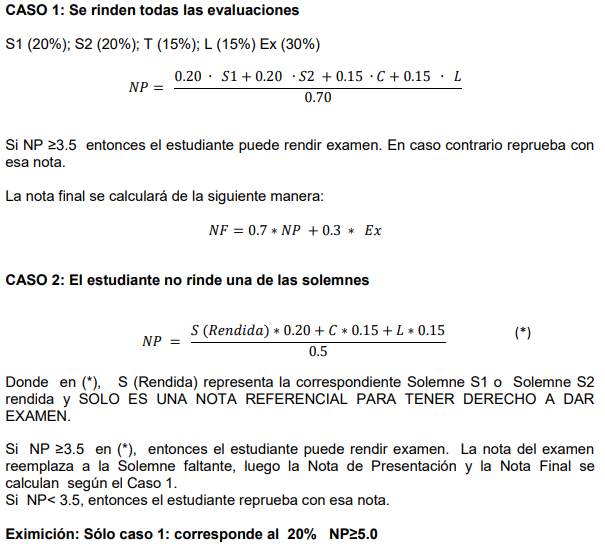 CASO 1: Se rinden todas las evaluaciones
S1 (20%); S2 (20%); T (15%); L (15%) Ex (30%)
NP = (0.20 · S1 + 0.20 · S2 + 0.15 · C + 0.15 · L) / 0.70
Si NP ≥3.5 entonces el estudiante puede rendir examen. En caso contrario reprueba con
esa nota.
La nota final se calculará de la siguiente manera:
NF = 0.7 ∗ NP + 0.3 ∗ Ex
CASO 2: El estudiante no rinde una de las solemnes
NP = (S (Rendida) ∗ 0.20 + C ∗ 0.15 + L ∗ 0.15) / 0.5 (*)
Donde en (*), S (Rendida) representa la correspondiente Solemne S1 o Solemne S2
rendida y SOLO ES UNA NOTA REFERENCIAL PARA TENER DERECHO A DAR
EXAMEN.
Si NP ≥3.5 en (*), entonces el estudiante puede rendir examen. La nota del examen
reemplaza a la Solemne faltante, luego la Nota de Presentación y la Nota Final se
calculan según el Caso 1.
Si NP< 3.5, entonces el estudiante reprueba con esa nota.
Eximición: Sólo caso 1: corresponde al 20% NP≥5.0